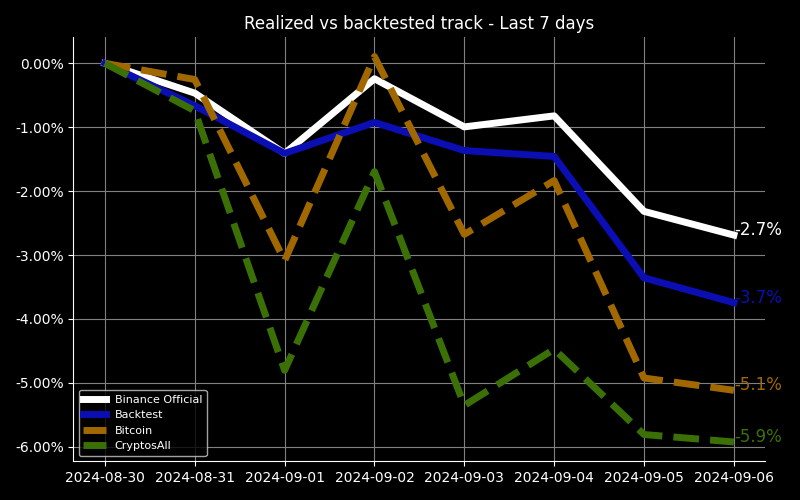 Realized vs backtested track - Last 7 days
0.00%
-1.00%
-2.00%
-3.00%
-4.00%
-5.00%
-6.00%
-2.7%
-3.7%
-5.1%
-5.9%
Binance Official
Backtest
Bitcoin
CryptosAll
2024-08-30 2024-08-31 2024-09-01 2024-09-02 2024-09-03 2024-09-04 2024-09-05 2024-09-06